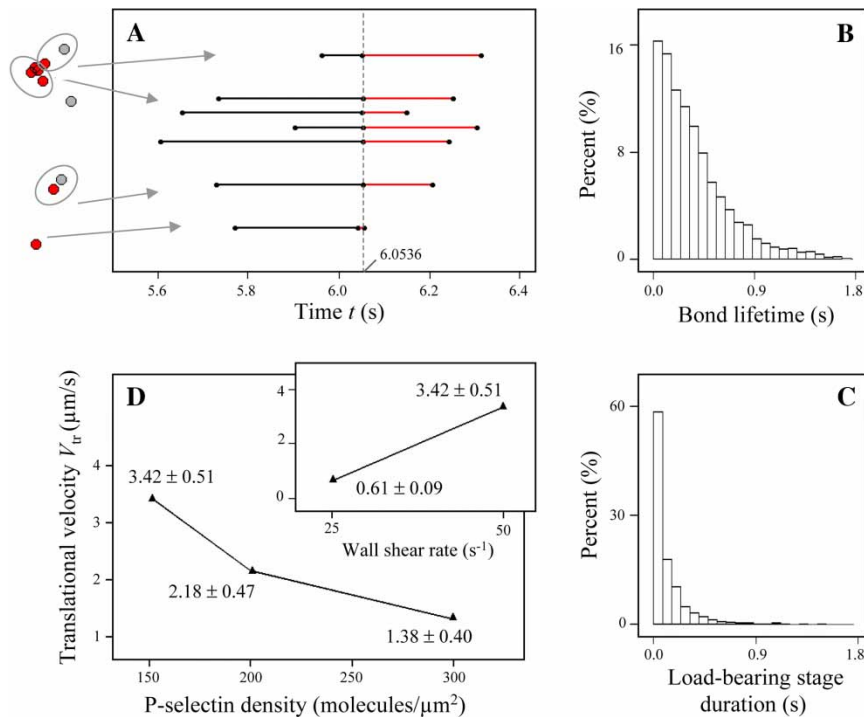 A
6.0536
5.6
5.8
6.0
6.2
6.4
Time t (s)
B
16
8
0
Percent (%)
0.0
0.9
1.8
Bond lifetime (s)
D
Translational velocity Vtr (μm/s)
4
3
2
1
3.42 ± 0.51
2.18 ± 0.47
1.38 ± 0.40
150
200
250
300
P-selectin density (molecules/μm²)
4
2
0
3.42 ± 0.51
0.61 ± 0.09
25
50
Wall shear rate (s⁻¹)
C
60
30
0
Percent (%)
0.0
0.9
1.8
Load-bearing stage
duration (s)